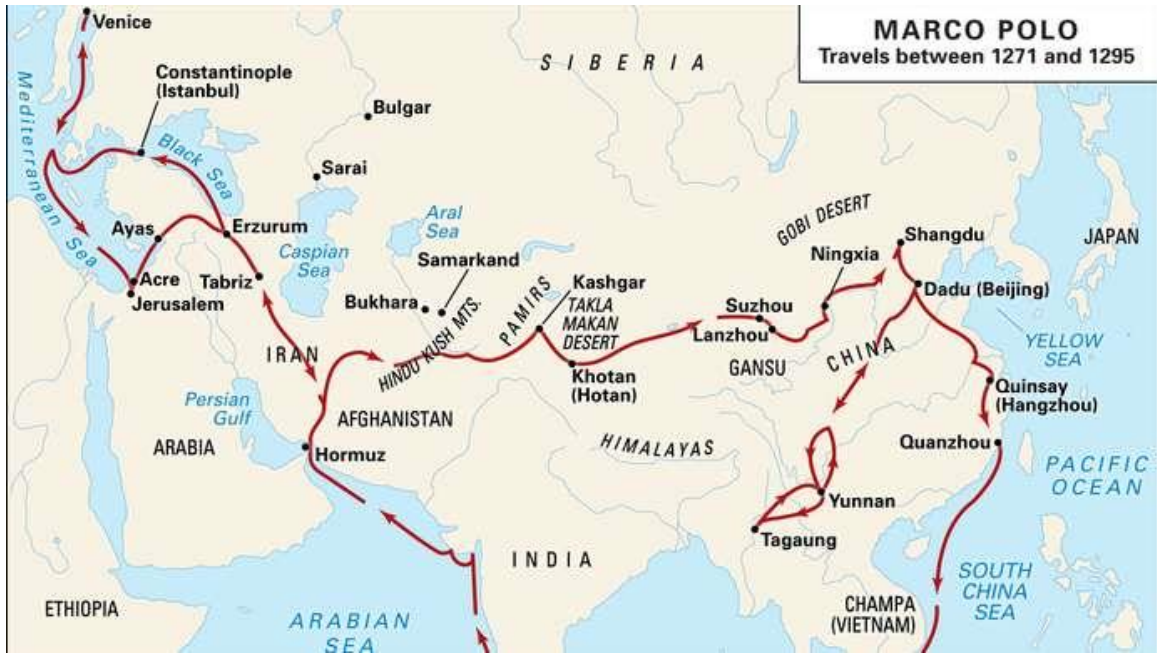 MARCO POLO
Travels between 1271 and 1295
Venice
SIBERIA
Constantinople
(Istanbul)
Bulgar
Mediterranean Sea
Black Sea
Sarai
GOBI DESERT
Aral
Sea
Ayas
Erzurum
Shangdu
JAPAN
Caspian
Sea
Samarkand
Ningxia
Acre
Tabriz
Kashgar
Dadu (Beijing)
Jerusalem
Bukhara
PAMIRS
TAKLA
MAKAN
DESERT
Suzhou
HINDU KUSH MTS.
Lanzhou
YELLOW
SEA
IRAN
CHINA
GANSU
Khotan
(Hotan)
Quinsay
(Hangzhou)
Persian
Gulf
AFGHANISTAN
ARABIA
HIMALAYAS
Quanzhou
Hormuz
PACIFIC
OCEAN
Yunnan
Tagaung
INDIA
SOUTH
CHINA
SEA
ETHIOPIA
CHAMPA
(VIETNAM)
ARABIAN
SEA